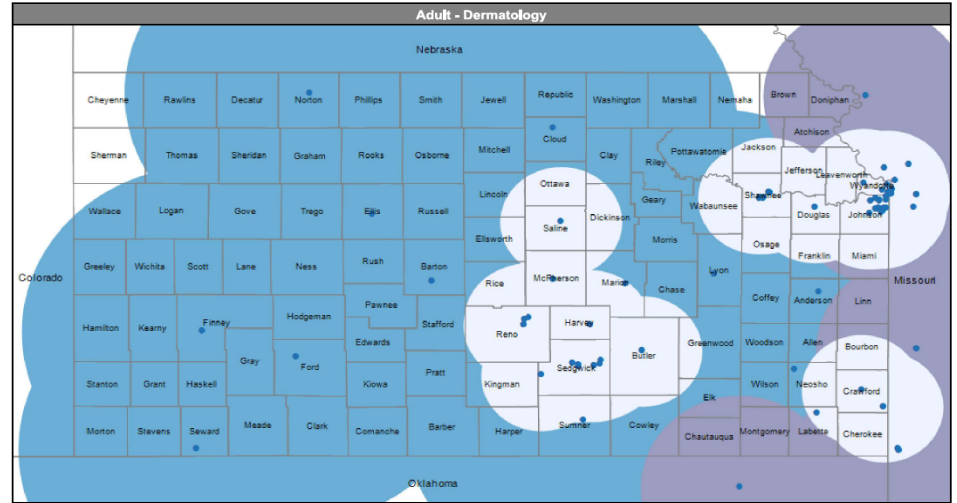 Adult - Dermatology
Nebraska
Cheyenne Rawlins Decatur Norton Phillips Smith Jewell Republic Washington Marshall Nemaha Brown Doniphan
Cloud Atchison
Sherman Thomas Sheridan Graham Rooks Osborne Mitchell Clay Riley Pottawatomie Jackson
Jefferson Leavenworth
Ottawa Wyandotte
Lincoln Geary Wabaunsee Shawnee
Wallace Logan Gove Trego Ellis Russell Dickinson Douglas Johnson
Saline
Ellsworth Morris Osage
Greeley Wichita Scott Lane Ness Rush Barton Franklin Miami
Colorado Rice McPherson Marion Lyon Missouri
Chase
Pawnee Coffey Anderson Linn
Hamilton Kearny Finney Hodgeman Stafford Reno Harvey
Edwards Butler Greenwood Woodson Allen Bourbon
Gray Ford Sedgwick
Stanton Grant Haskell Kiowa Pratt Kingman Wilson Neosho Crawford
Elk
Morton Stevens Seward Meade Clark Comanche Barber Harper Sumner Cowley
Chautauqua Montgomery Labette Cherokee
Oklahoma